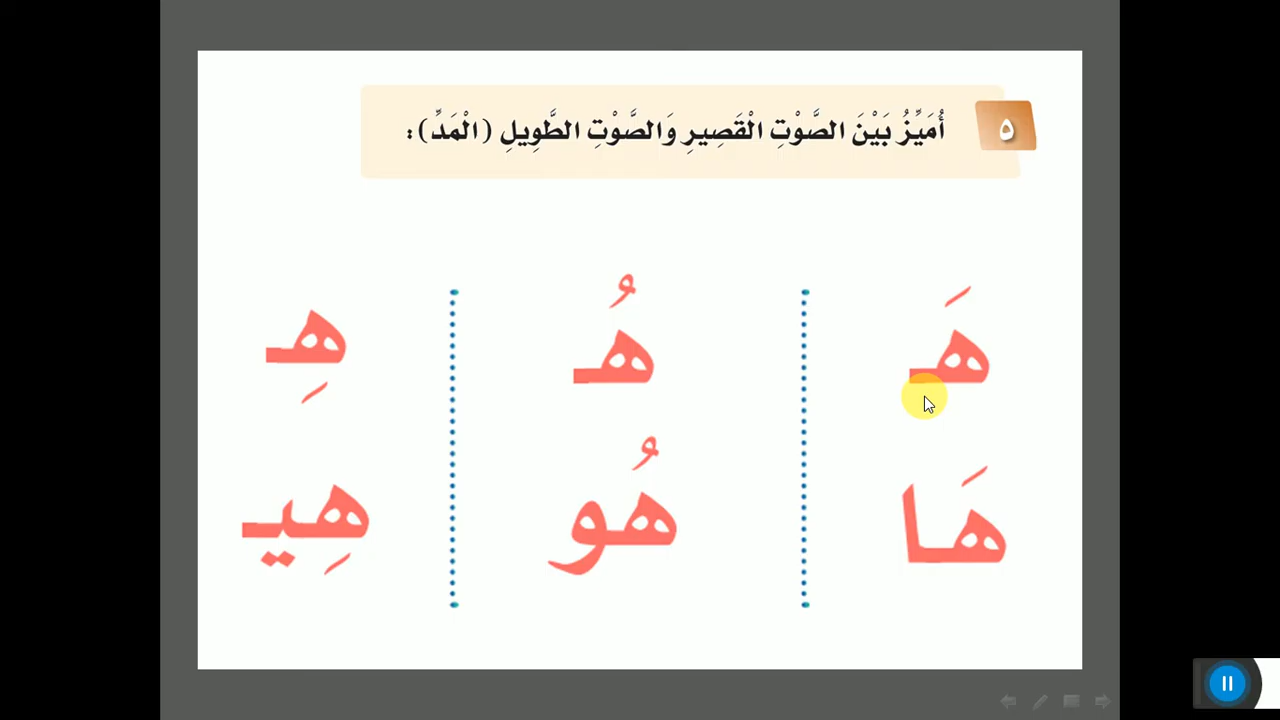 ٥ أُمَيِّزُ بَيْنَ الصَّوْتِ الْقَصِيرِ وَالصَّوْتِ الطَّوِيلِ (الْمَدِّ) :
هَـ هُـ هِـ
هَا هُو هِيـ